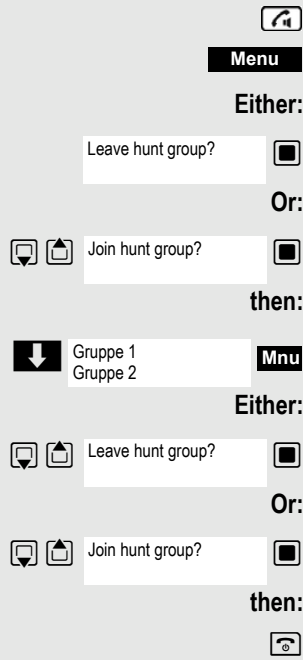 Menu
Either:
Leave hunt group?
Or:
Join hunt group?
then:
Gruppe 1
Gruppe 2
Mnu
Either:
Leave hunt group?
Or:
Join hunt group?
then: